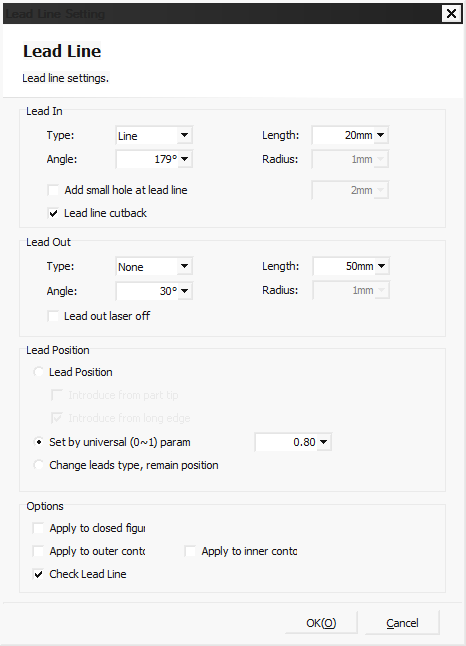 Lead Line Setting
Lead Line
Lead line settings.
Lead In
Type: Line Length: 20mm
Angle: 179° Radius: 1mm
Add small hole at lead line 2mm
Lead line cutback
Lead Out
Type: None Length: 50mm
Angle: 30° Radius: 1mm
Lead out laser off
Lead Position
Lead Position
Introduce from part tip
Introduce from long edge
Set by universal (0~1) param 0.80
Change leads type, remain position
Options
Apply to closed figur
Apply to outer conto Apply to inner conto
Check Lead Line
OK(O) Cancel